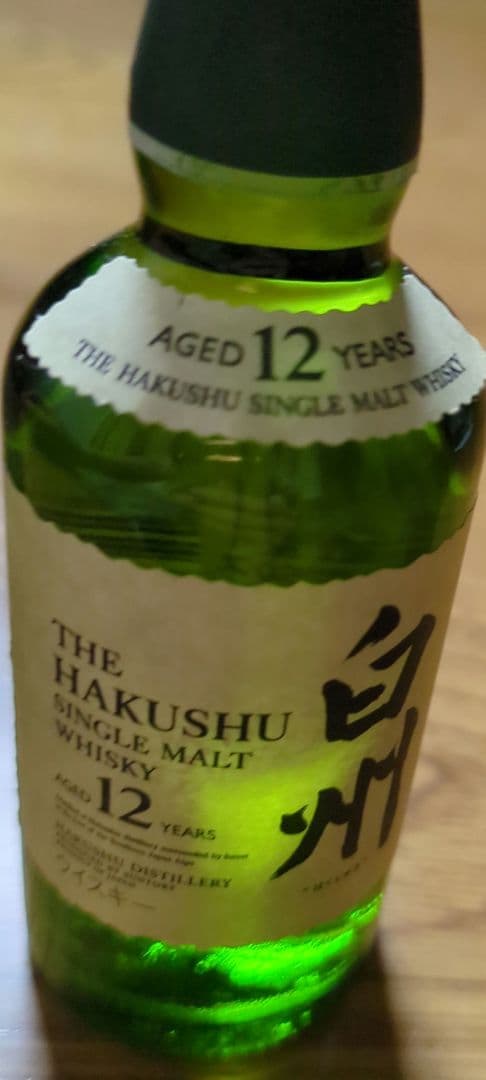 AGED 12 YEARS
THE HAKUSHU SINGLE MALT WHISKY
THE
HAKUSHU
SINGLE MALT
WHISKY
AGED 12 YEARS
HAKUSHU DISTILLERY
ウイスキー
白州